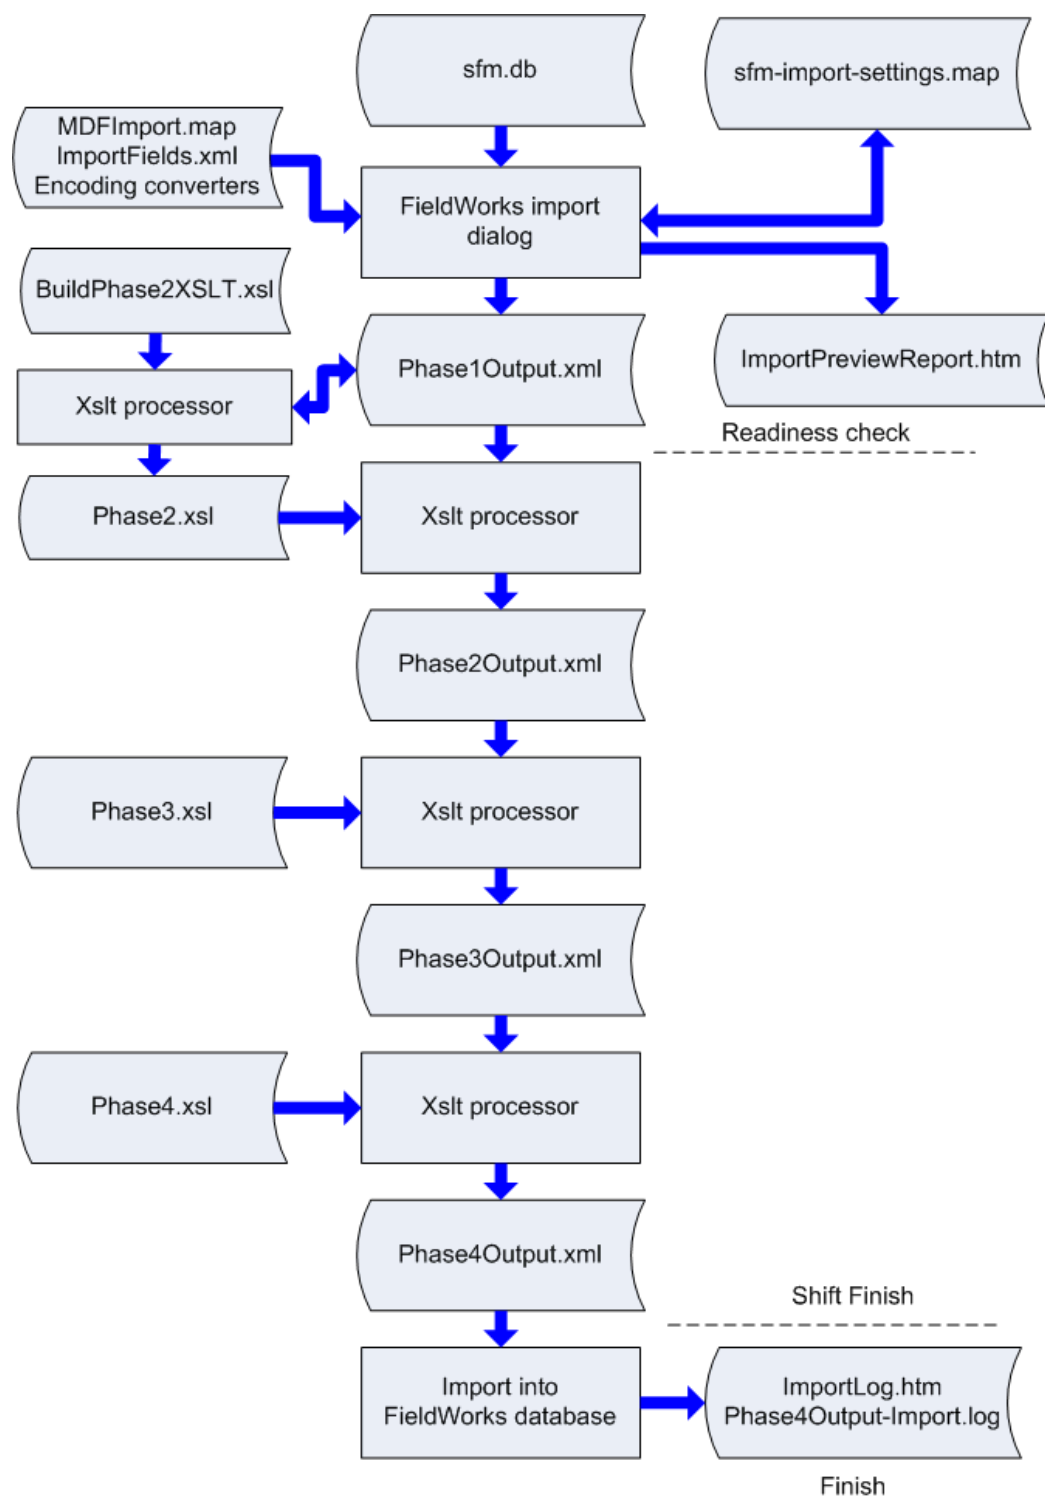 sfm.db
sfm-import-settings.map
MDFImport.map
ImportFields.xml
Encoding converters
FieldWorks import
dialog
BuildPhase2XSLT.xsl
Phase1Output.xml
ImportPreviewReport.htm
Xslt processor
Readiness check
Phase2.xsl
Xslt processor
Phase2Output.xml
Phase3.xsl
Xslt processor
Phase3Output.xml
Phase4.xsl
Xslt processor
Phase4Output.xml
Shift Finish
Import into
FieldWorks database
ImportLog.htm
Phase4Output-Import.log
Finish